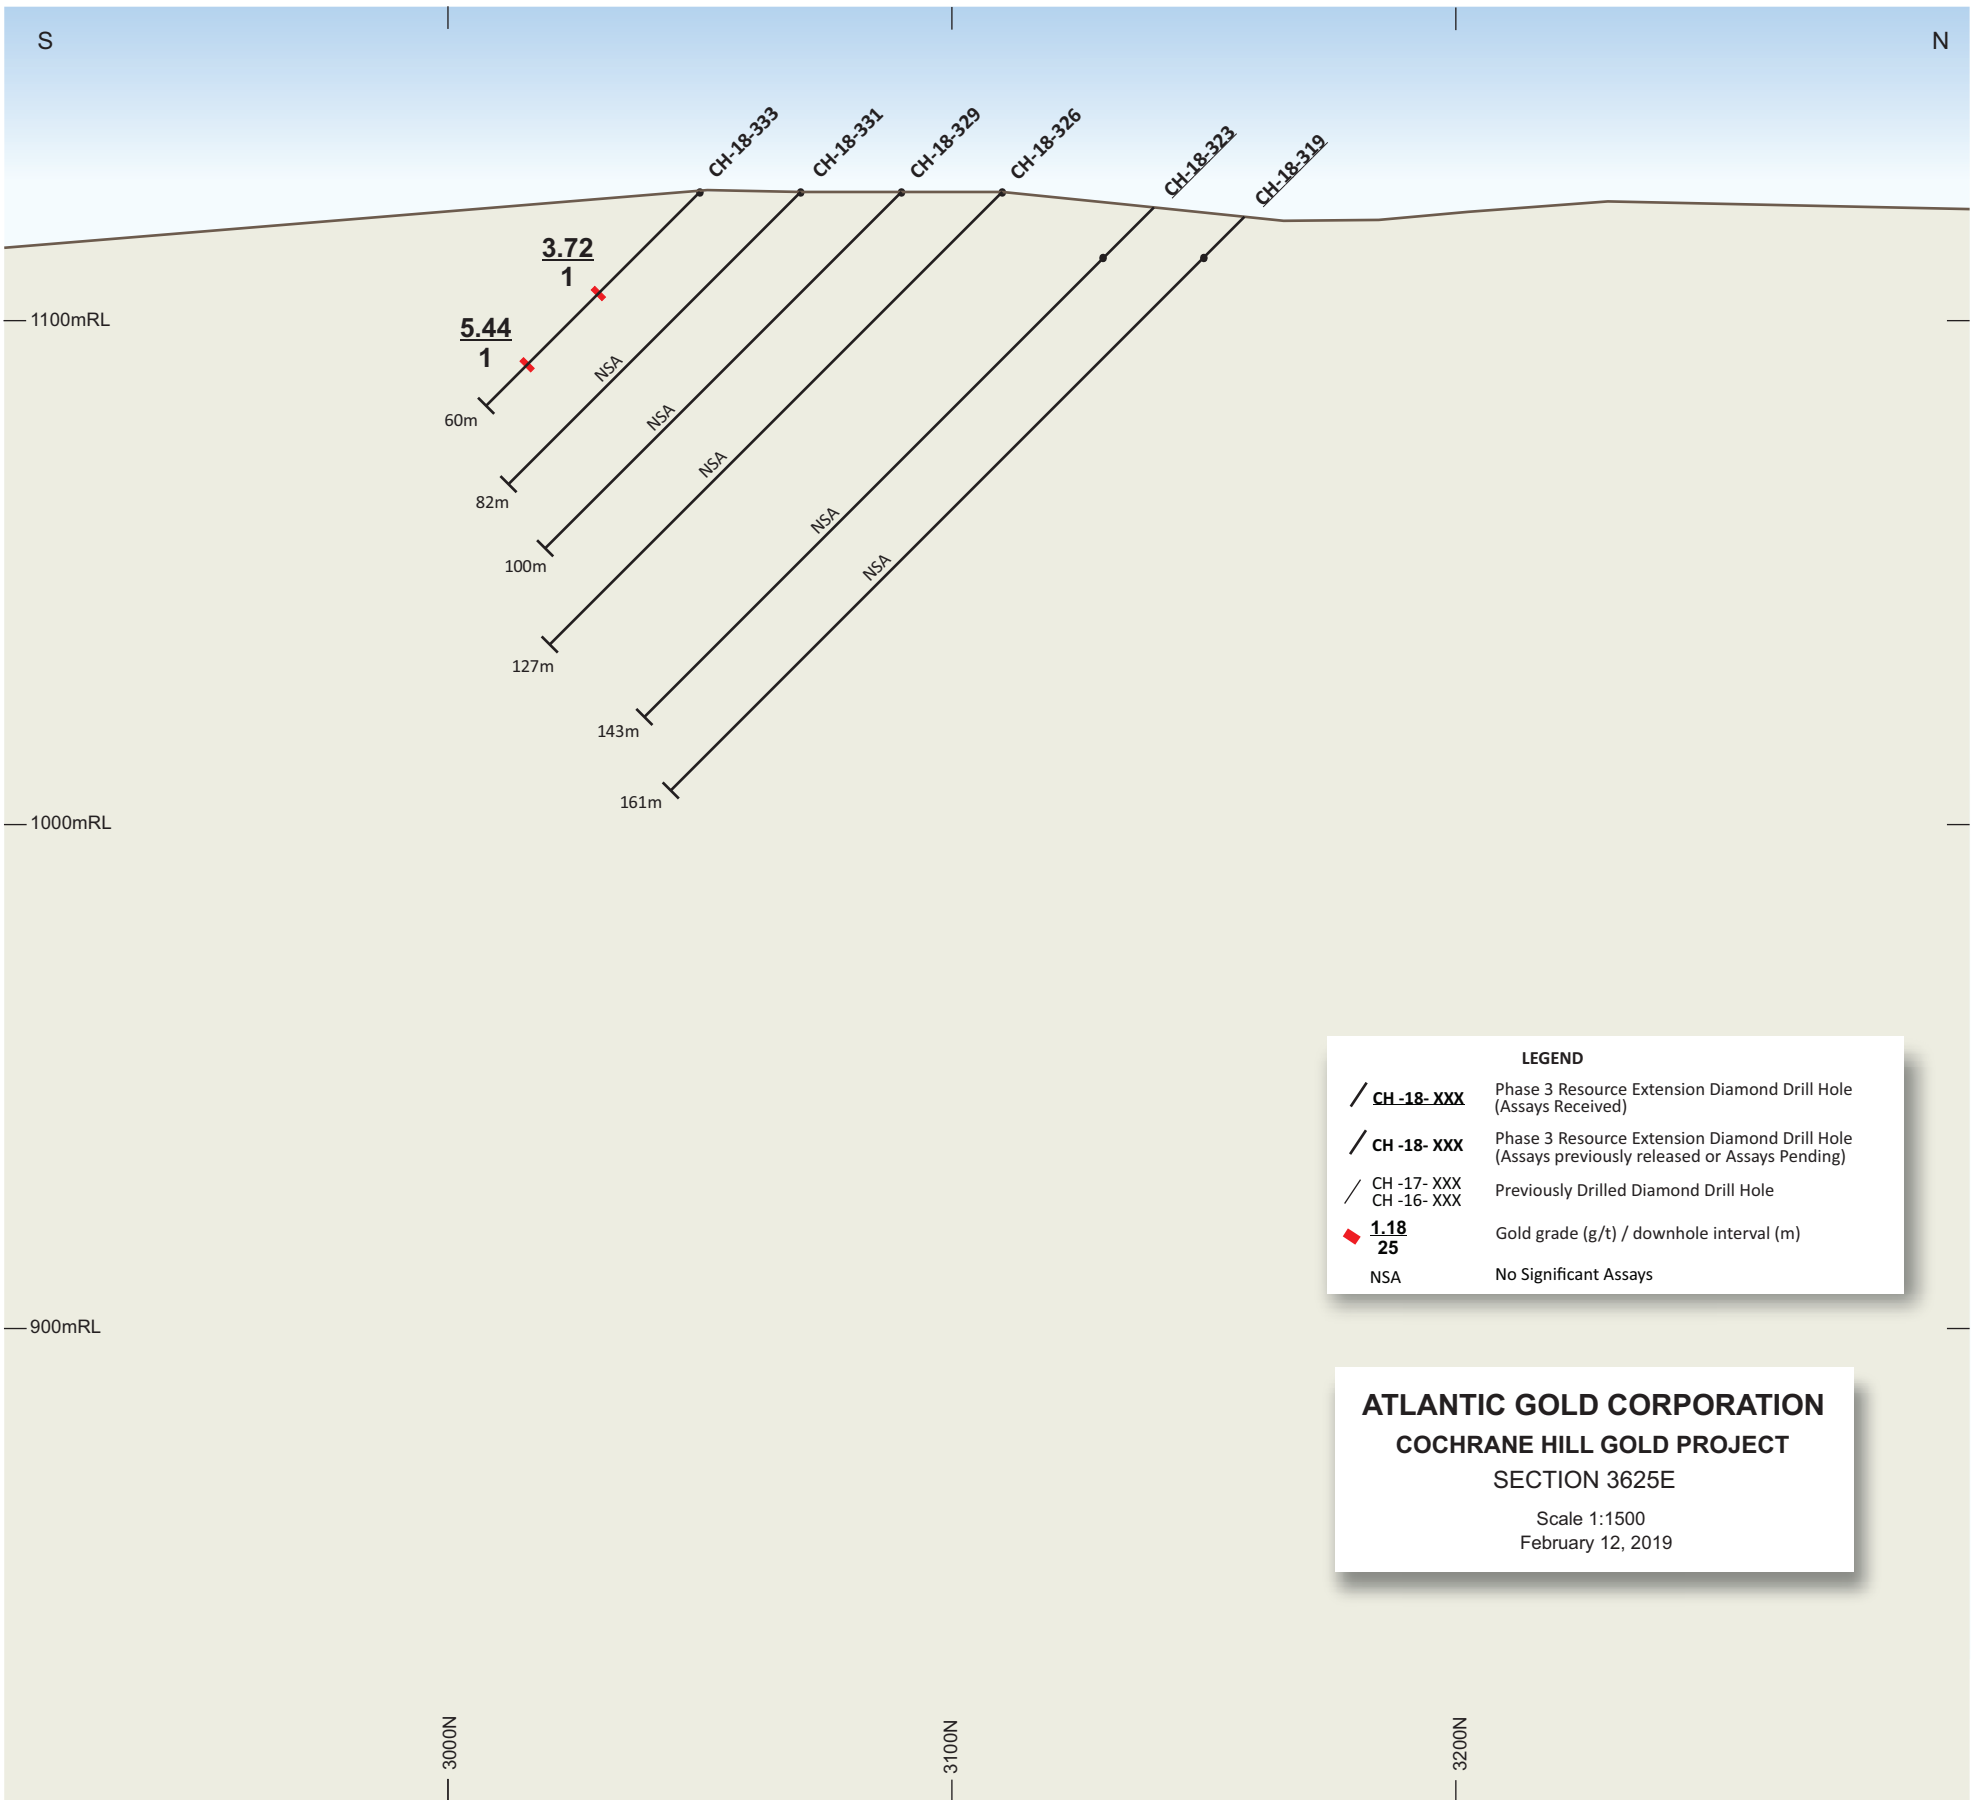 S
N
CH-18-333
CH-18-331
CH-18-329
CH-18-326
CH-18-323
CH-18-319
3.72
1
5.44
1
1100mRL
NSA
60m
NSA
NSA
82m
NSA
100m
NSA
127m
143m
161m
1000mRL
LEGEND
CH -18- XXX
Phase 3 Resource Extension Diamond Drill Hole
(Assays Received)
CH -18- XXX
Phase 3 Resource Extension Diamond Drill Hole
(Assays previously released or Assays Pending)
CH -17- XXX
CH -16- XXX
Previously Drilled Diamond Drill Hole
1.18
25
Gold grade (g/t) / downhole interval (m)
NSA
No Significant Assays
900mRL
ATLANTIC GOLD CORPORATION
COCHRANE HILL GOLD PROJECT
SECTION 3625E
Scale 1:1500
February 12, 2019
3000N
3100N
3200N